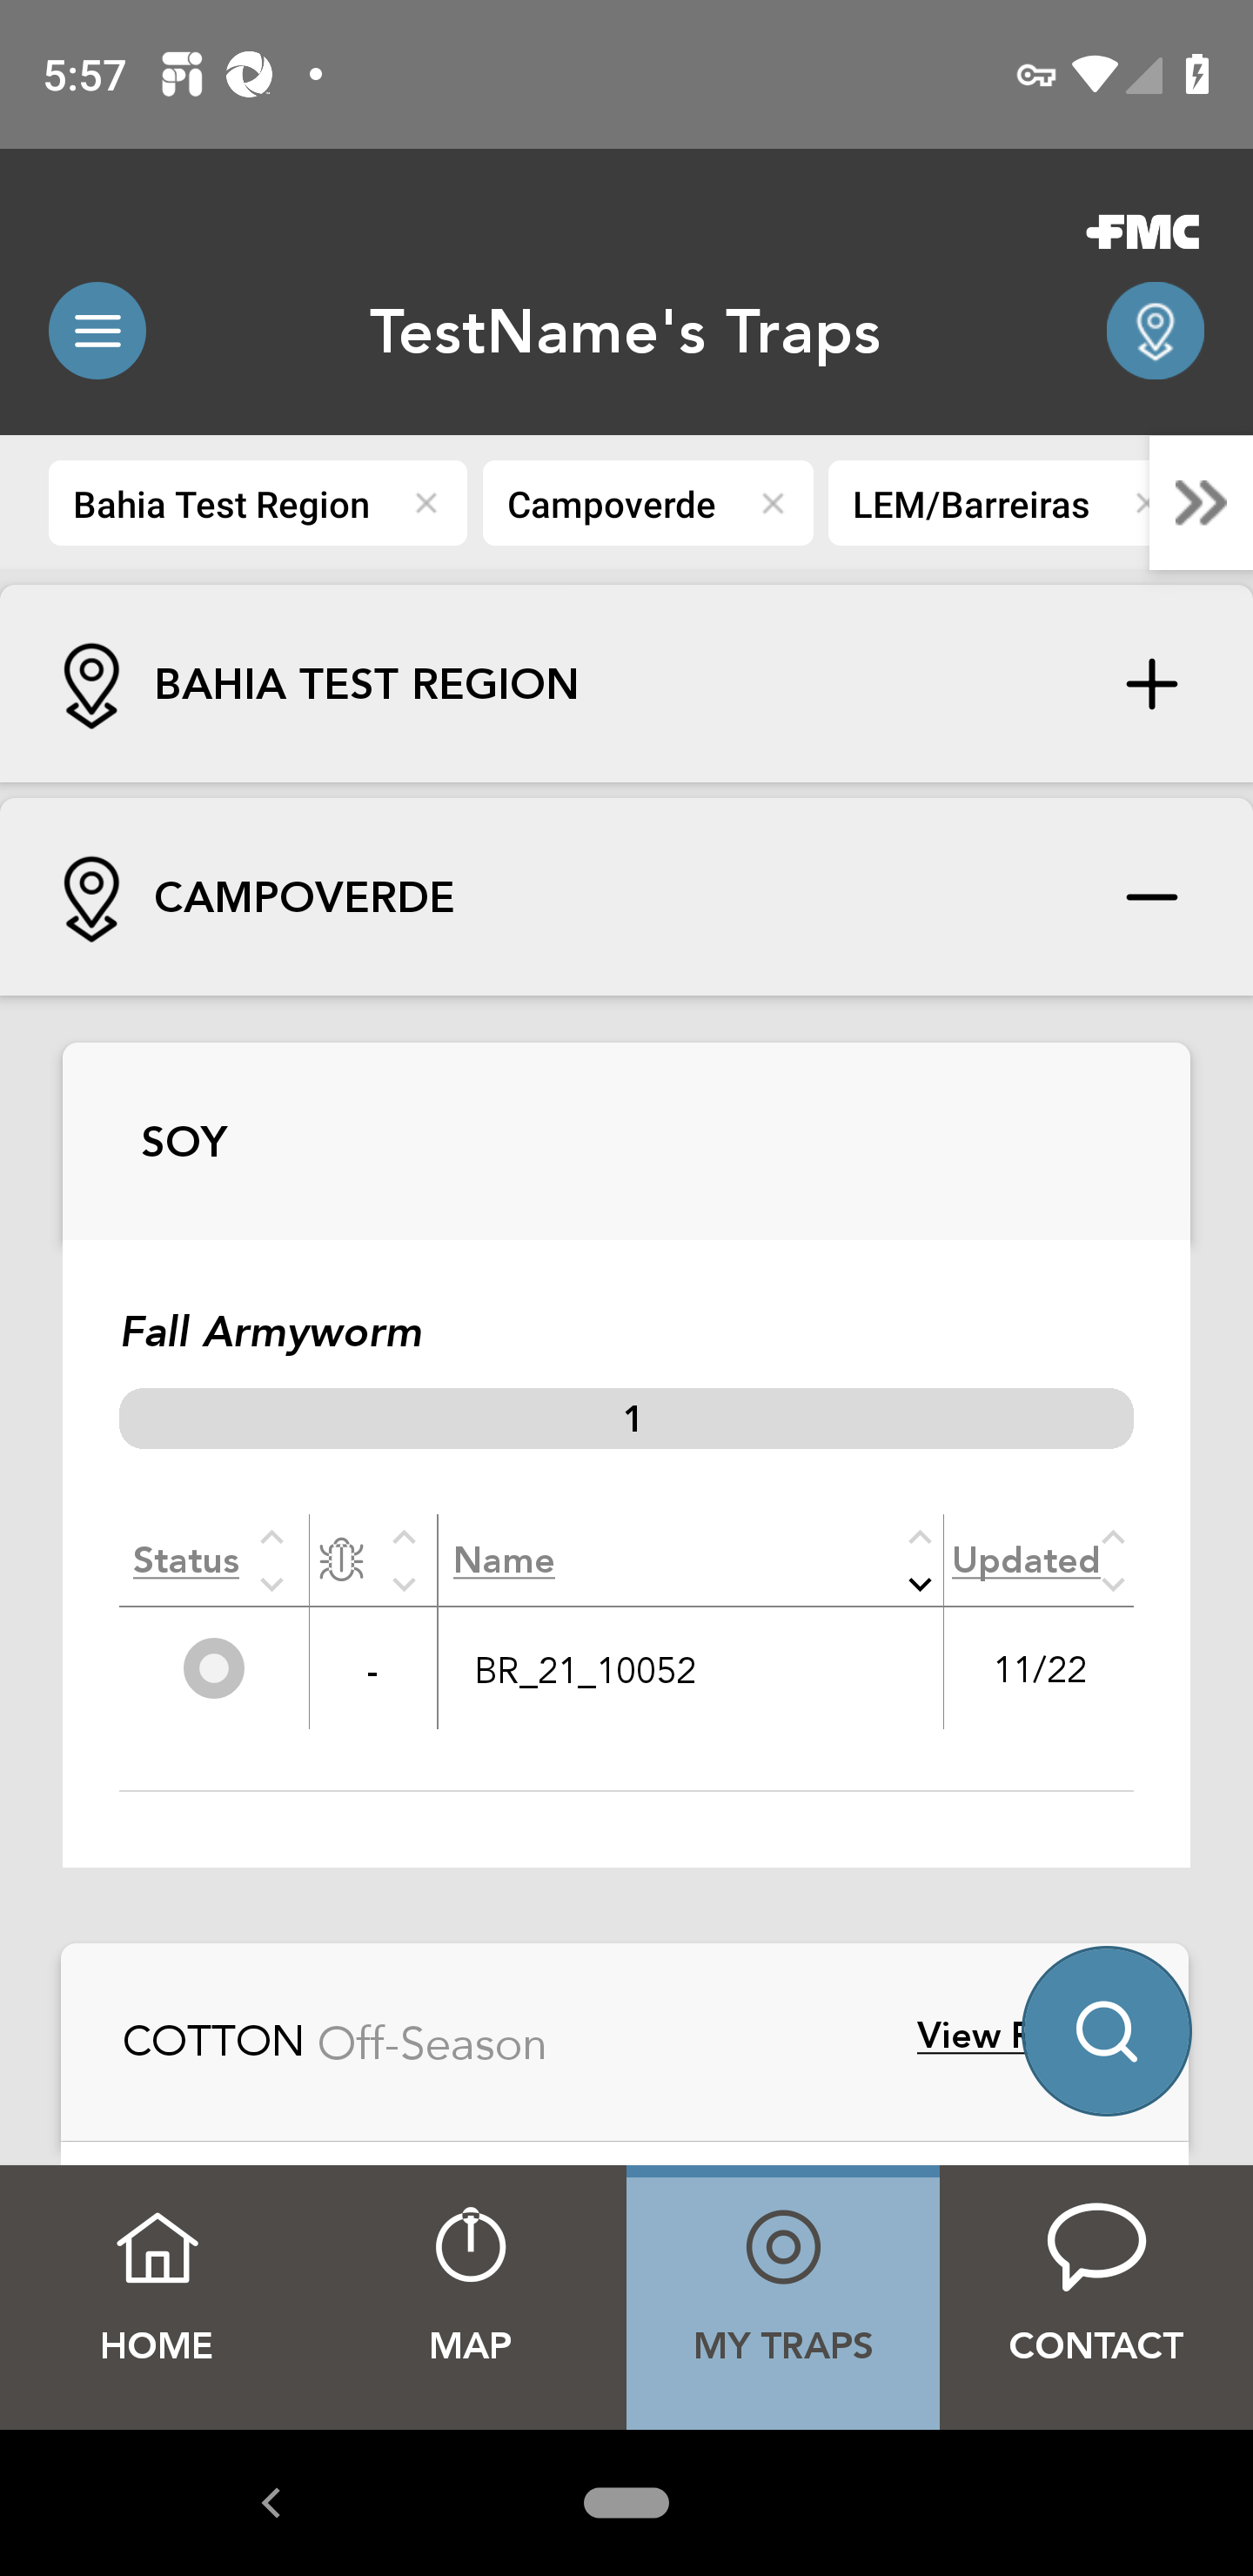 5:57
FMC
TestName's Traps
Bahia Test Region
Campoverde
LEM/Barreiras
BAHIA TEST REGION
CAMPOVERDE
SOY
Fall Armyworm
1
Status Name Updated
- BR_21_10052 11/22
COTTON Off-Season View
HOME MAP MY TRAPS CONTACT